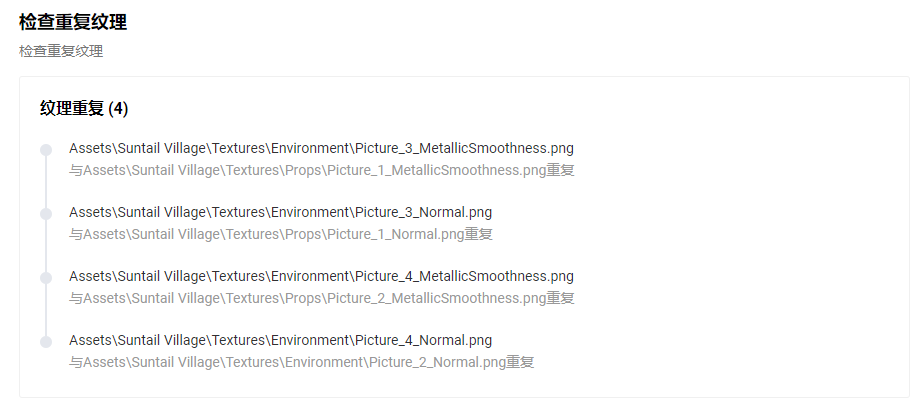 检查重复纹理
检查重复纹理
纹理重复 (4)
Assets\Suntail Village\Textures\Environment\Picture_3_MetallicSmoothness.png
与Assets\Suntail Village\Textures\Props\Picture_1_MetallicSmoothness.png重复
Assets\Suntail Village\Textures\Environment\Picture_3_Normal.png
与Assets\Suntail Village\Textures\Props\Picture_1_Normal.png重复
Assets\Suntail Village\Textures\Environment\Picture_4_MetallicSmoothness.png
与Assets\Suntail Village\Textures\Props\Picture_2_MetallicSmoothness.png重复
Assets\Suntail Village\Textures\Environment\Picture_4_Normal.png
与Assets\Suntail Village\Textures\Environment\Picture_2_Normal.png重复